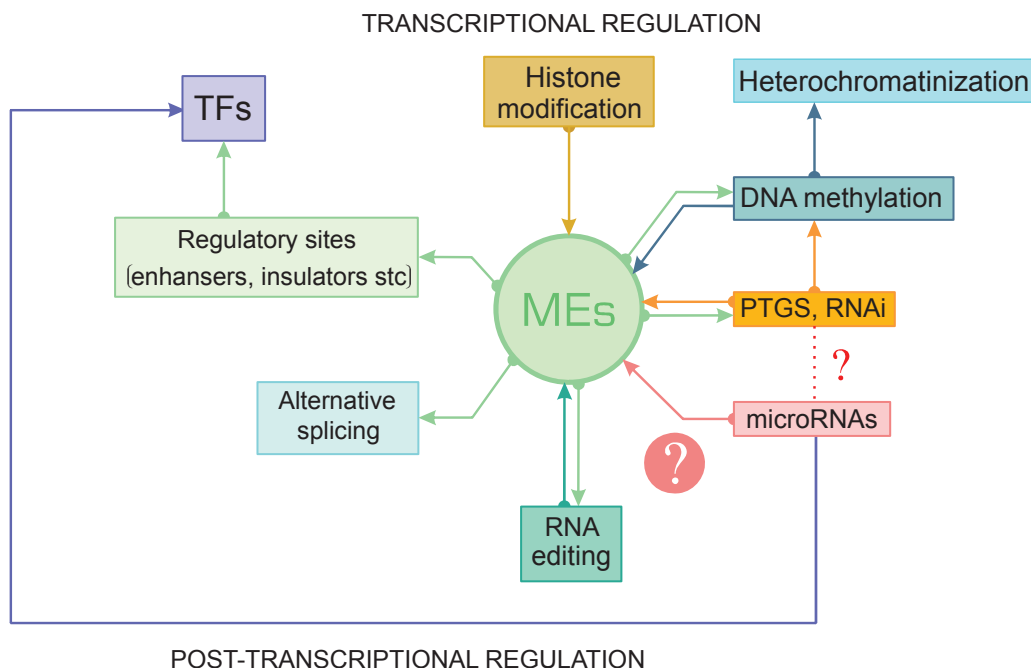 TRANSCRIPTIONAL REGULATION
TFs
Histone
modification
Heterochromatinization
DNA methylation
Regulatory sites
(enhansers, insulators stc)
MEs
PTGS, RNAi
?
microRNAs
Alternative
splicing
?
RNA
editing
POST-TRANSCRIPTIONAL REGULATION